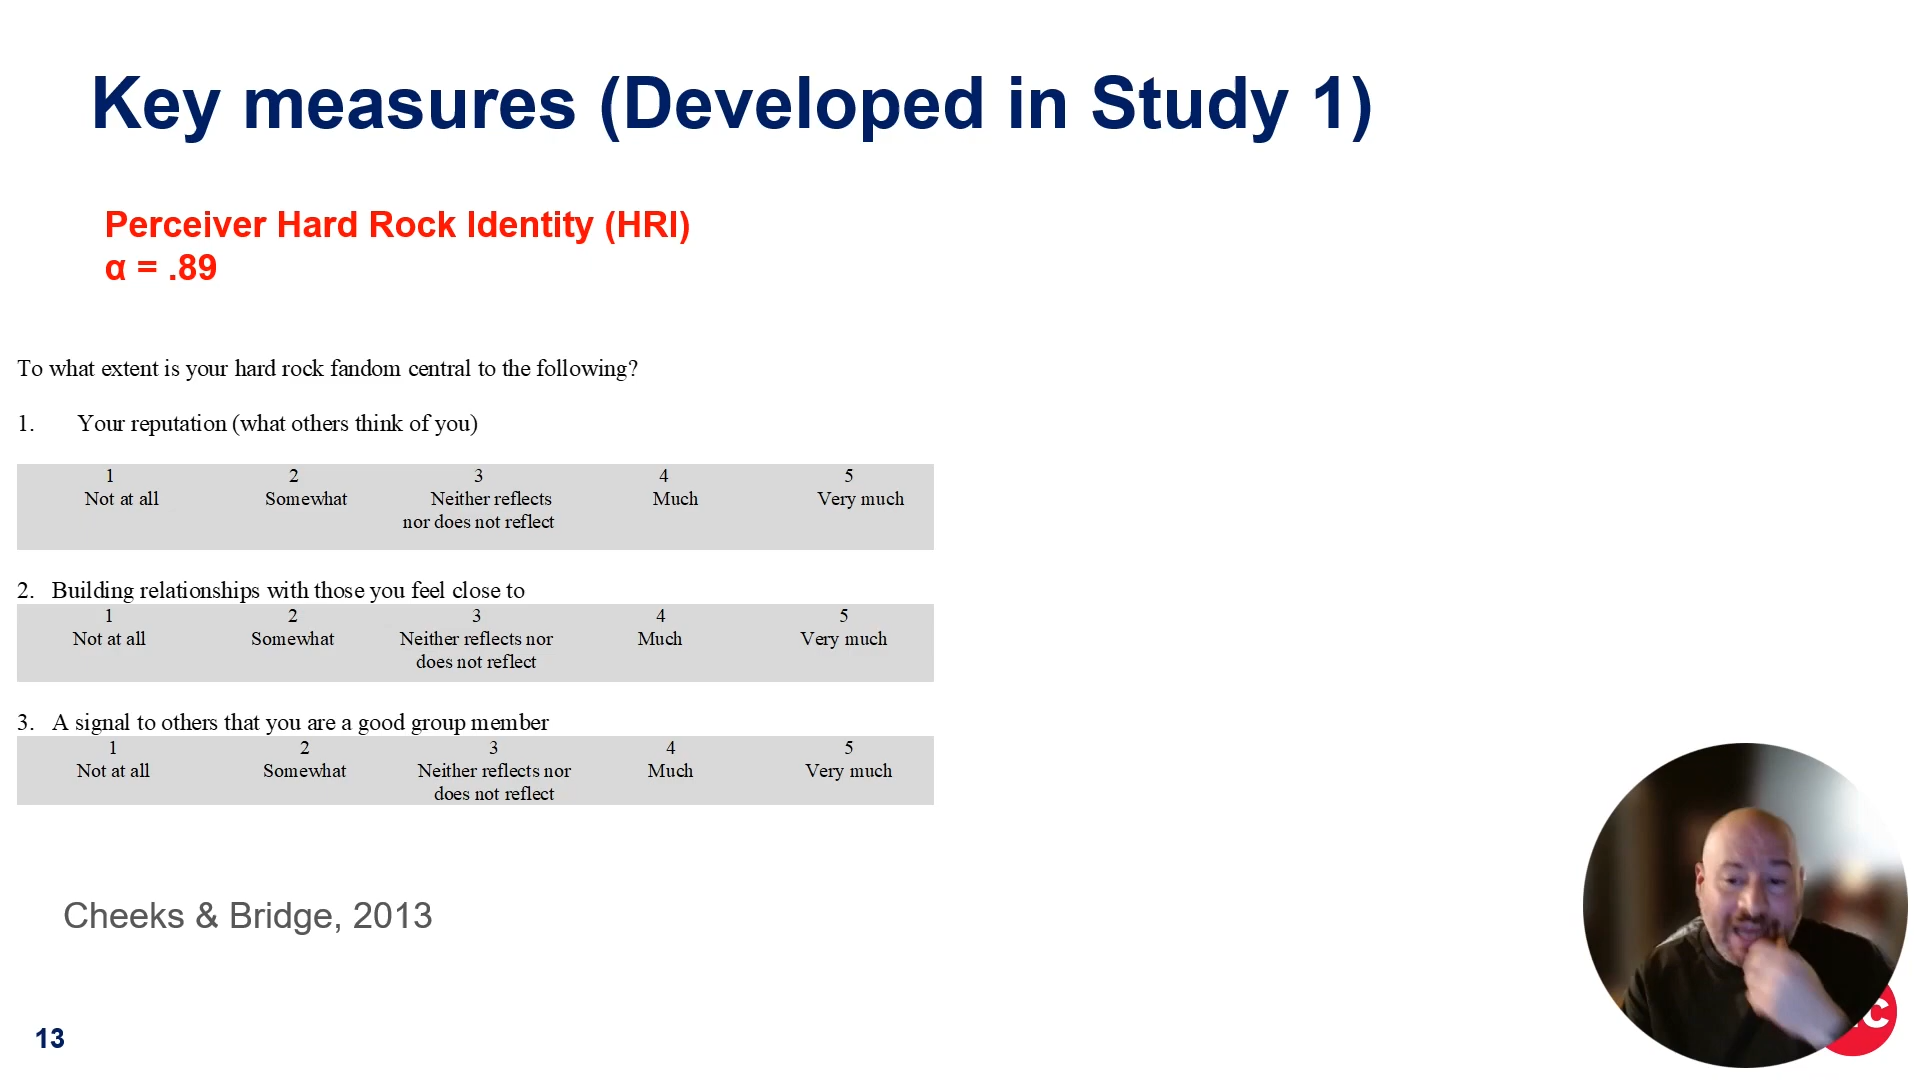 Key measures (Developed in Study 1)
Perceiver Hard Rock Identity (HRI)
α = .89
To what extent is your hard rock fandom central to the following?
1. Your reputation (what others think of you)
1 2 3 4 5
Not at all Somewhat Neither reflects Much Very much
nor does not reflect
2. Building relationships with those you feel close to
1 2 3 4 5
Not at all Somewhat Neither reflects nor Much Very much
does not reflect
3. A signal to others that you are a good group member
1 2 3 4 5
Not at all Somewhat Neither reflects nor Much Very much
does not reflect
Cheeks & Bridge, 2013
13